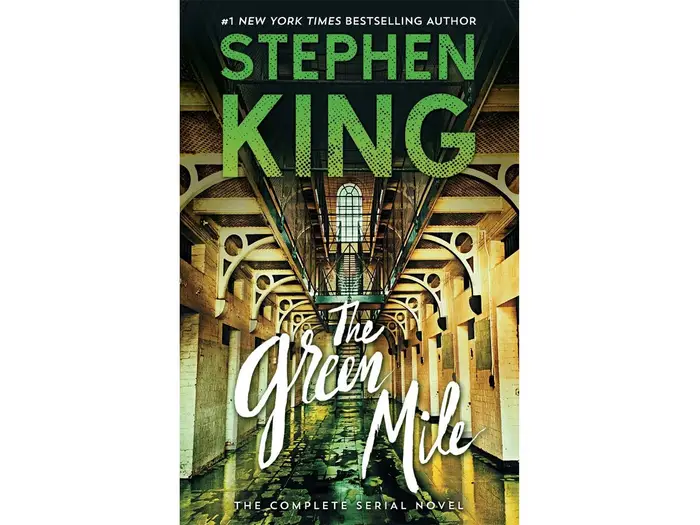 #1 NEW YORK TIMES BESTSELLING AUTHOR
STEPHEN
KING
The
green
Mile
THE COMPLETE SERIAL NOVEL